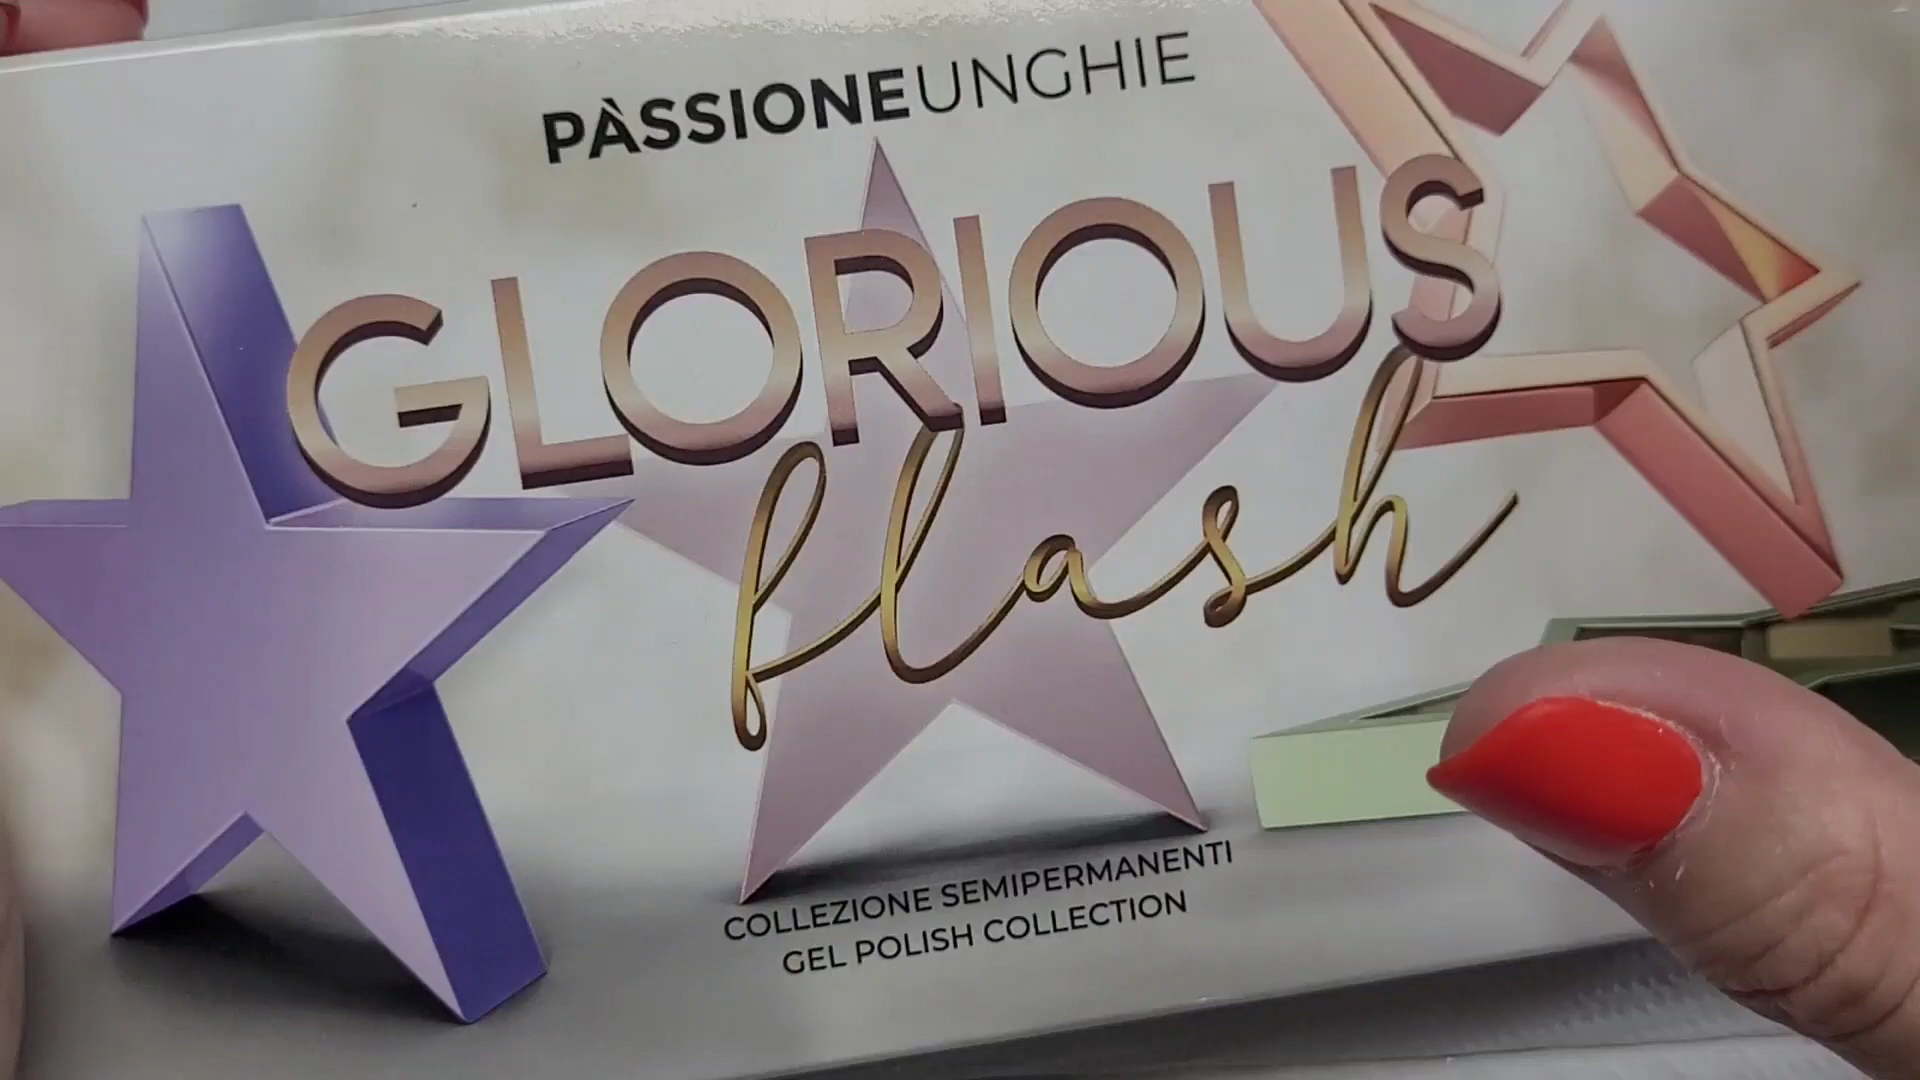 PÀSSIONEUNGHIE
GLORIOUS
flash
COLLEZIONE SEMIPERMANENTI
GEL POLISH COLLECTION